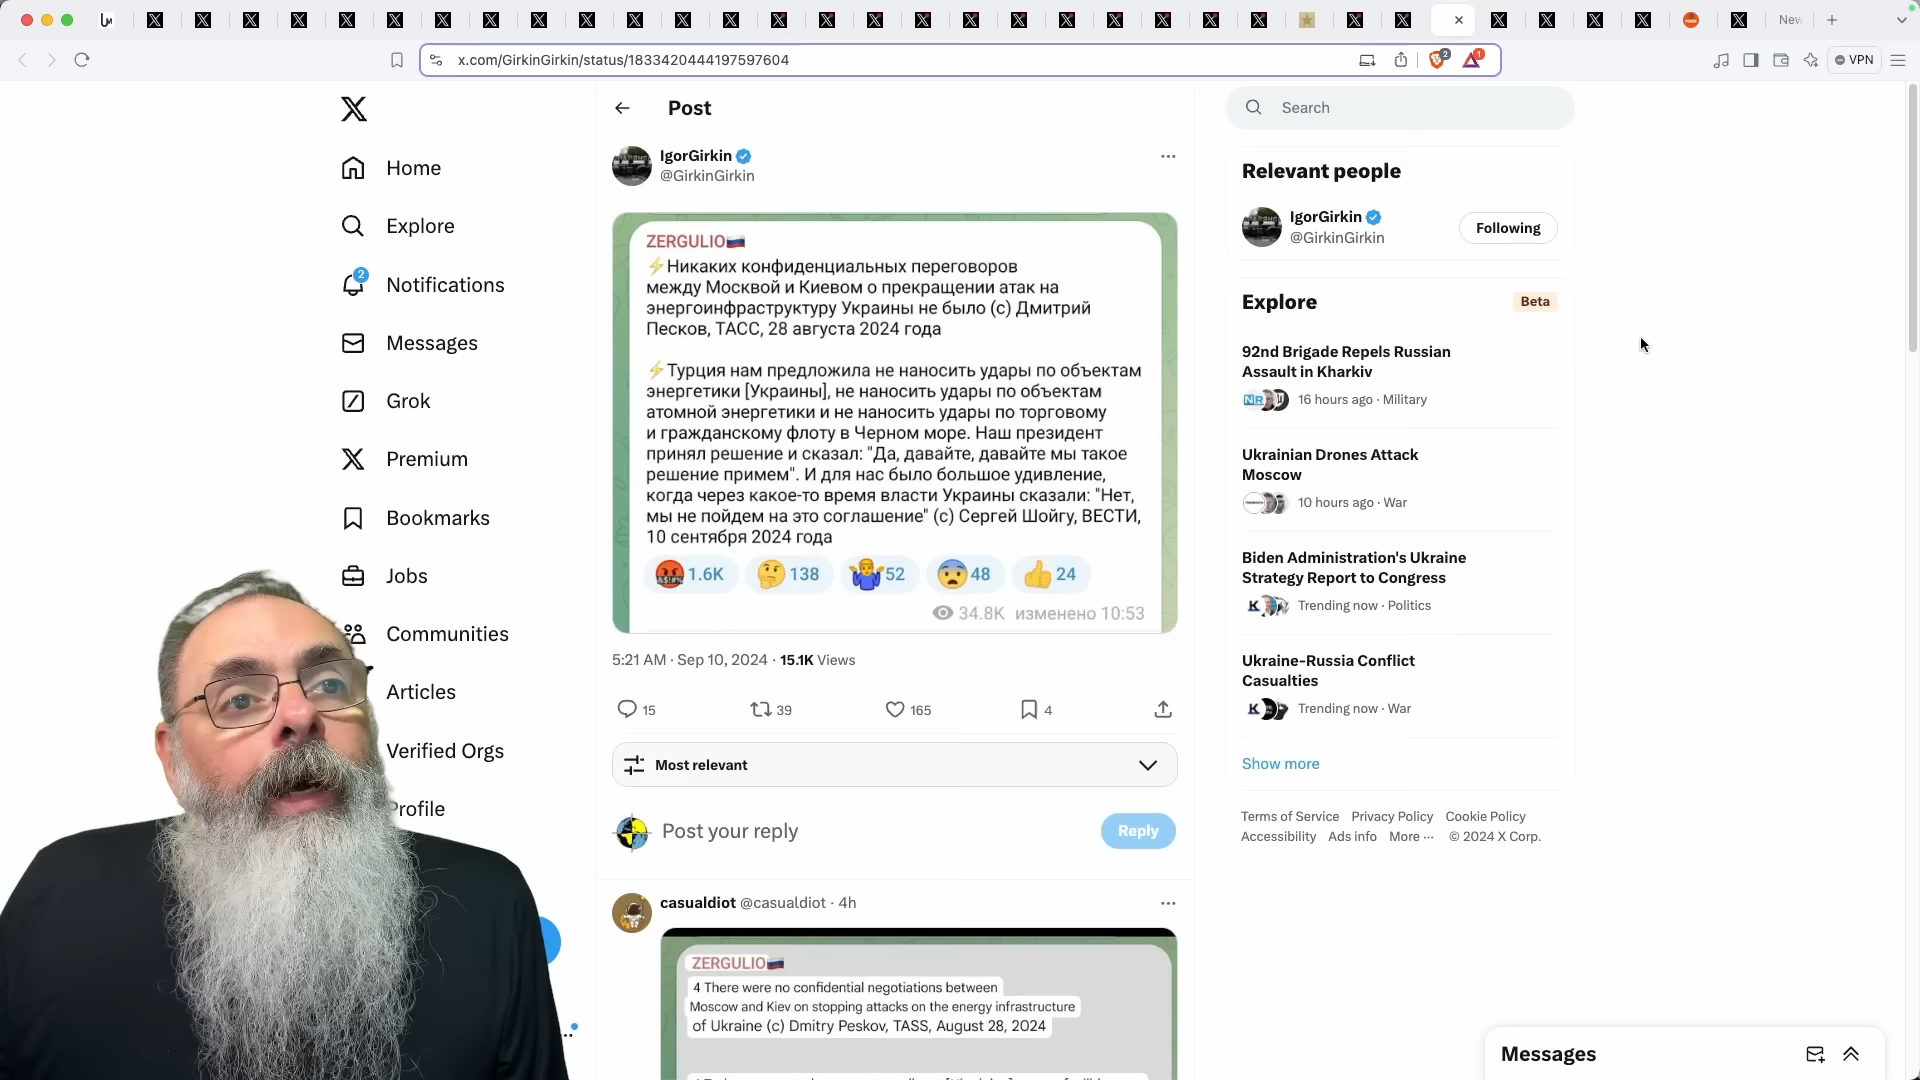 New
x.com/GirkinGirkin/status/1833420444197597604
2
1
VPN
Home
Explore
2
Notifications
Messages
Grok
Premium
Bookmarks
Jobs
Communities
Articles
Verified Orgs
Profile
Post
IgorGirkin
@GirkinGirkin
ZERGULIO🇷🇺
⚡Никаких конфиденциальных переговоров
между Москвой и Киевом о прекращении атак на
энергоинфраструктуру Украины не было (с) Дмитрий
Песков, ТАСС, 28 августа 2024 года
⚡Турция нам предложила не наносить удары по объектам
энергетики [Украины], не наносить удары по объектам
атомной энергетики и не наносить удары по торговому
и гражданскому флоту в Черном море. Наш президент
принял решение и сказал: "Да, давайте, давайте мы такое
решение примем". И для нас было большое удивление,
когда через какое-то время власти Украины сказали: "Нет,
мы не пойдем на это соглашение" (с) Сергей Шойгу, ВЕСТИ,
10 сентября 2024 года
🤬 1.6K 🤔 138 🤷‍♂️ 52 😨 48 👍 24
34.8K изменено 10:53
5:21 AM · Sep 10, 2024 · 15.1K Views
15 39 165 4
Most relevant
Post your reply
Reply
casualdiot @casualdiot · 4h
ZERGULIO🇷🇺
4 There were no confidential negotiations between
Moscow and Kiev on stopping attacks on the energy infrastructure
of Ukraine (c) Dmitry Peskov, TASS, August 28, 2024
Search
Relevant people
IgorGirkin
@GirkinGirkin
Following
Explore
Beta
92nd Brigade Repels Russian
Assault in Kharkiv
16 hours ago · Military
Ukrainian Drones Attack
Moscow
10 hours ago · War
Biden Administration's Ukraine
Strategy Report to Congress
Trending now · Politics
Ukraine-Russia Conflict
Casualties
Trending now · War
Show more
Terms of Service Privacy Policy Cookie Policy
Accessibility Ads info More ··· © 2024 X Corp.
Messages